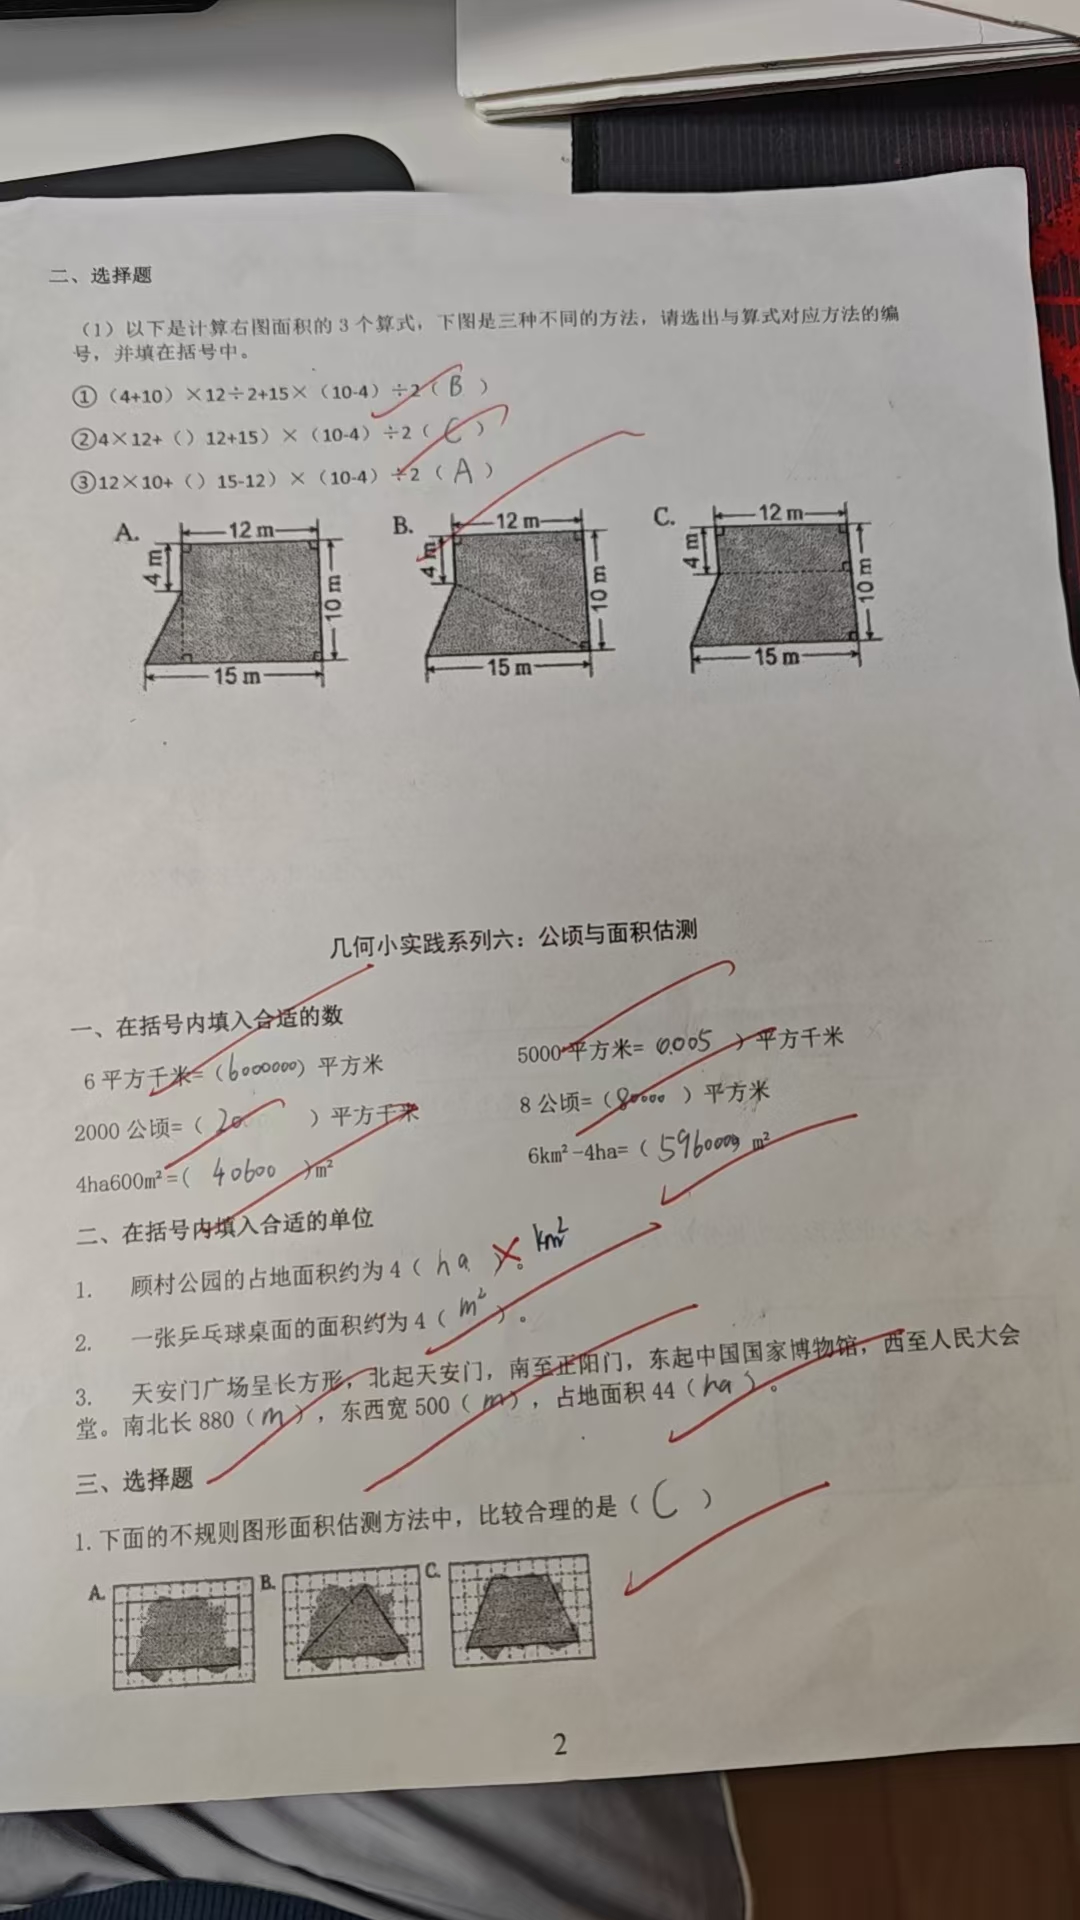 二、选择题
（1）以下是计算右图面积的3个算式，下图是三种不同的方法，请选出与算式对应方法的编
号，并填在括号中。
①（4+10）×12÷2+15×（10-4）÷2（ B ）
②4×12+（）12+15）×（10-4）÷2（ C ）
③12×10+（）15-12）×（10-4）÷2（ A ）
A. 12 m 4 m 10 m 15 m
B. 12 m 4 m 10 m 15 m
C. 12 m 4 m 10 m 15 m
几何小实践系列六：公顷与面积估测
一、在括号内填入合适的数
6平方千米=（6000000）平方米 5000平方米= 0.005 ）平方千米
2000公顷=（ 20 ）平方千米 8公顷=（80000 ）平方米
4ha600m²=( 40600 )m² 6km²-4ha=（ 5960000 m²
二、在括号内填入合适的单位
1. 顾村公园的占地面积约为4（ ha ）。 km²
2. 一张乒乓球桌面的面积约为4（ m² ）。
3. 天安门广场呈长方形，北起天安门，南至正阳门，东起中国国家博物馆，西至人民大会
堂。南北长880（m），东西宽500（m），占地面积44（ha）。
三、选择题
1.下面的不规则图形面积估测方法中，比较合理的是（ C ）
A. B. C.
2